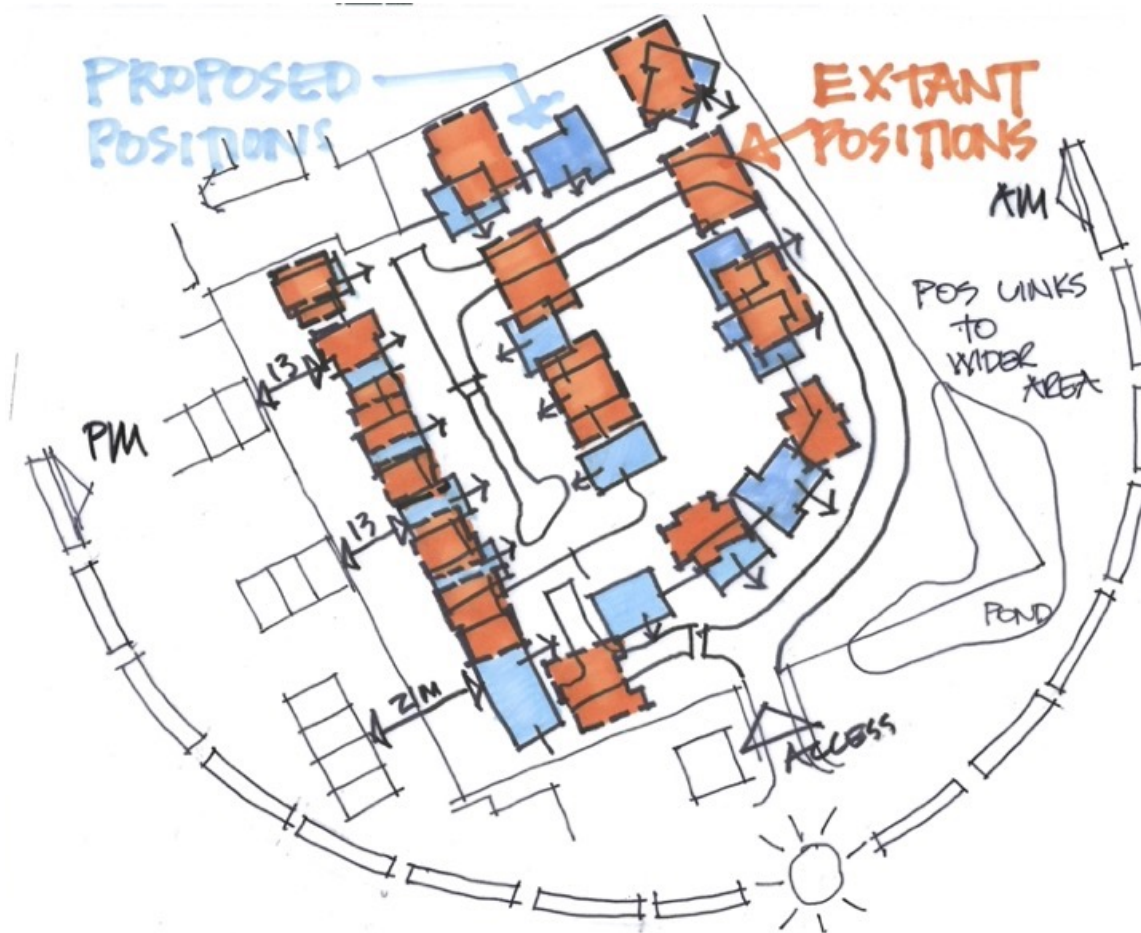 PROPOSED
POSITIONS
EXTANT
POSITIONS
AM
POS LINKS
TO
WIDER
AREA
PM
13
13
21M
POND
ACCESS